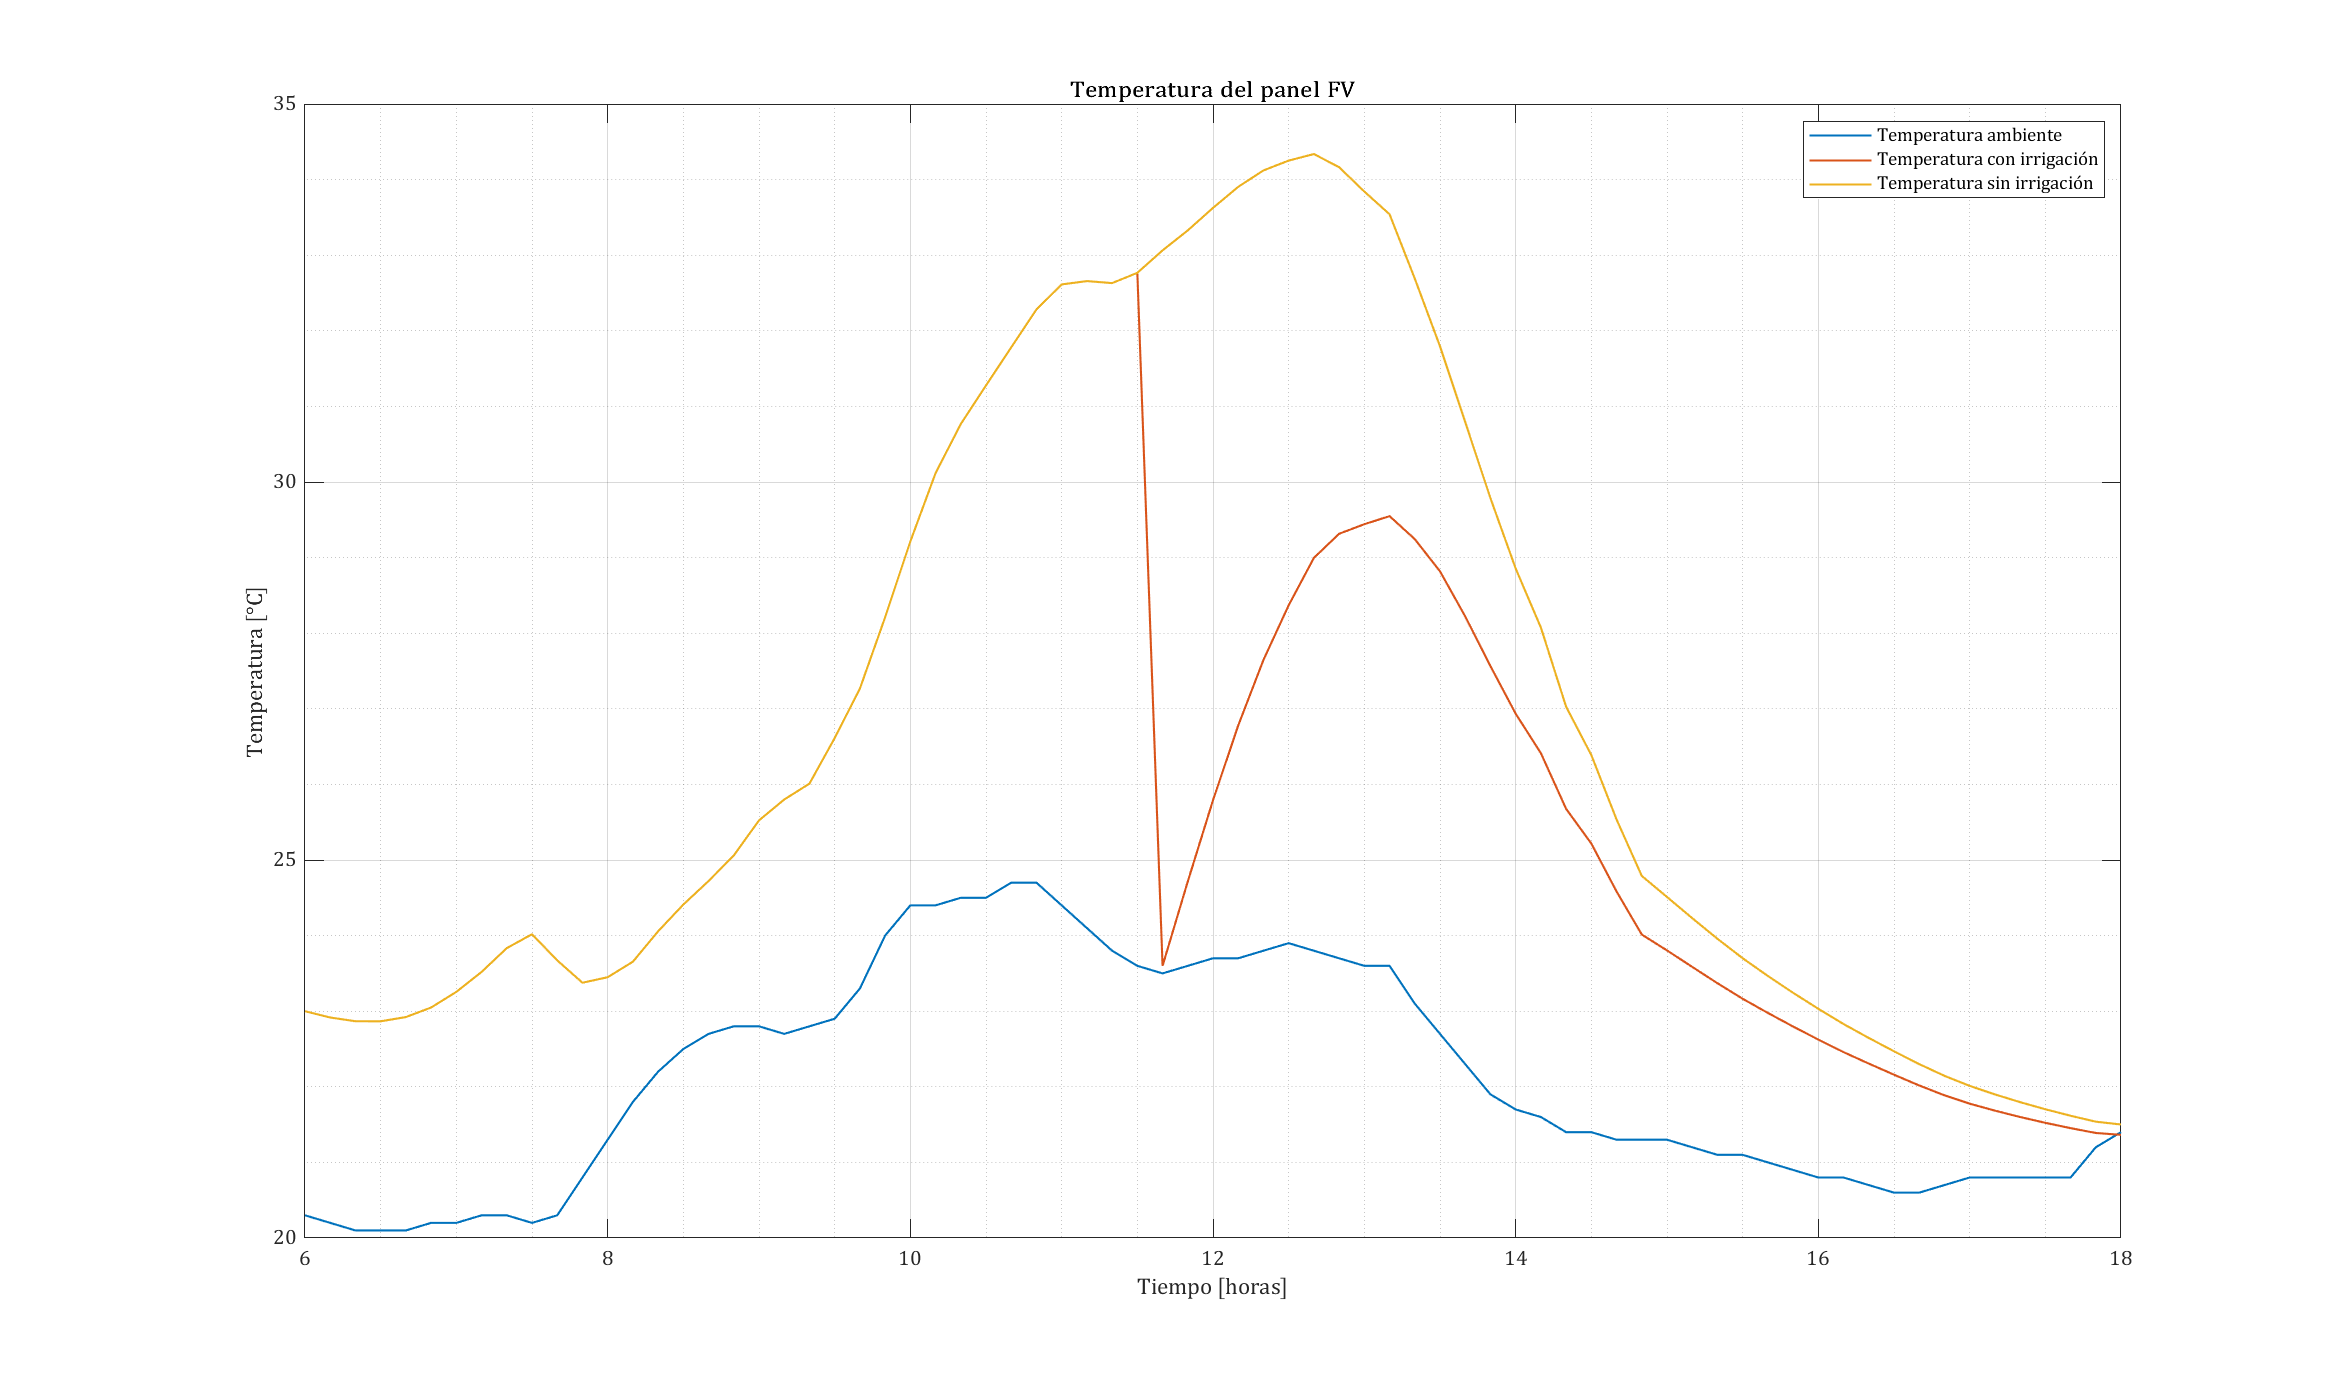 Temperatura del panel FV
35
Temperatura ambiente
Temperatura con irrigación
Temperatura sin irrigación
30
Temperatura [°C]
25
20
6 8 10 12 14 16 18
Tiempo [horas]